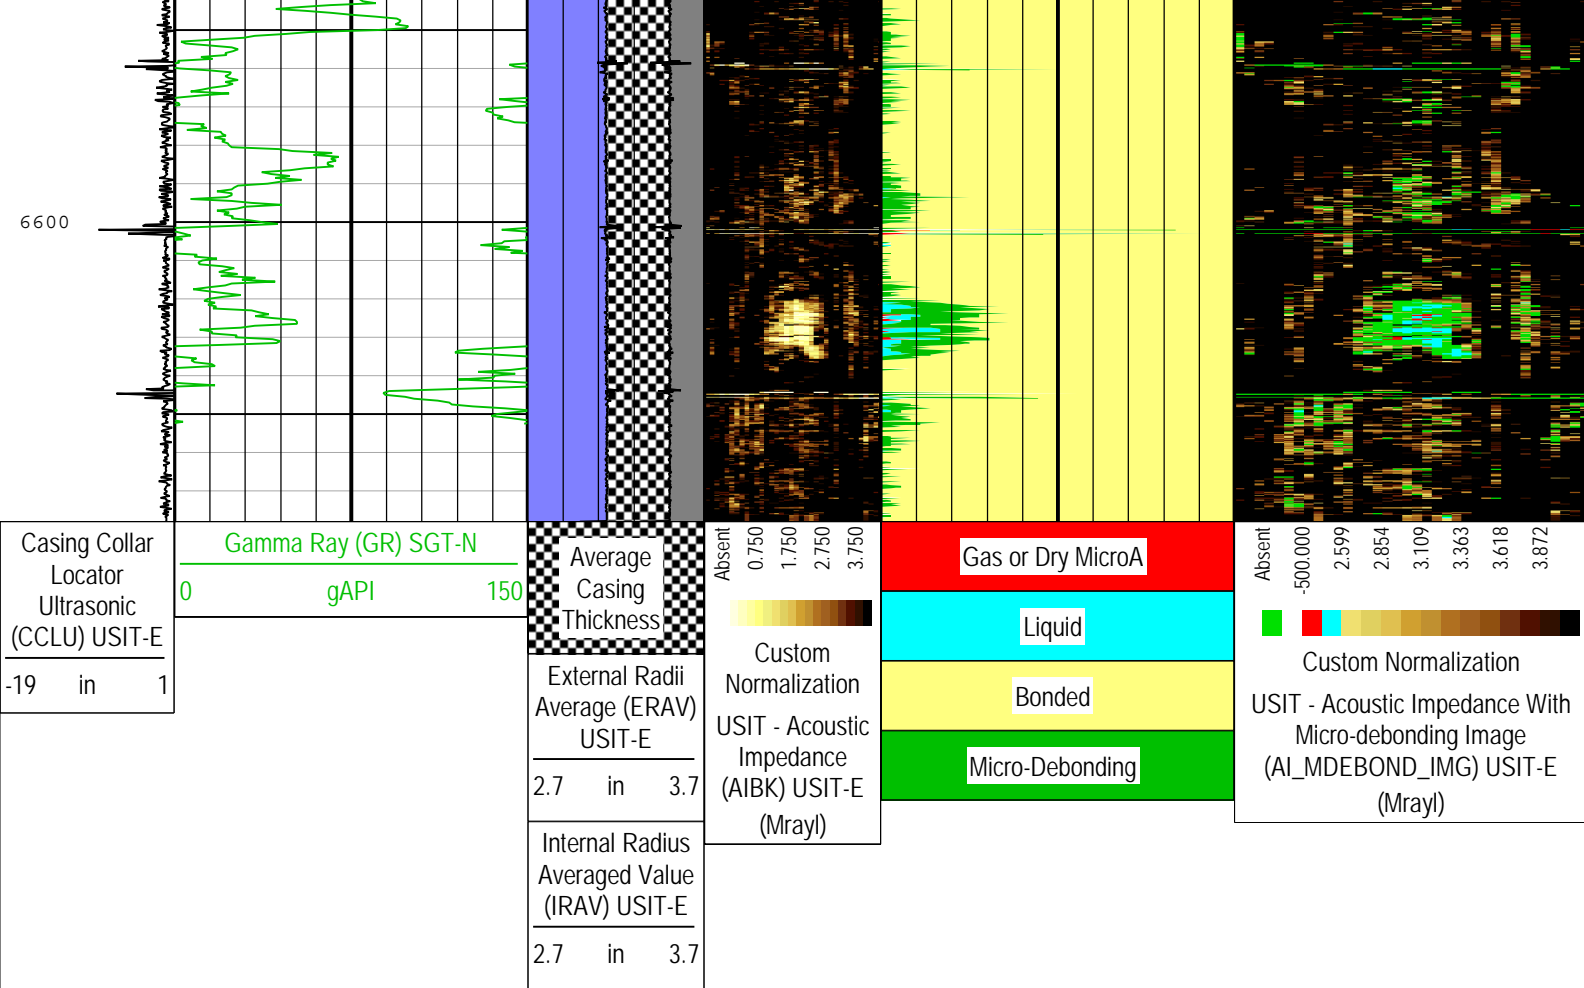 6600
Casing Collar
Locator
Ultrasonic
(CCLU) USIT-E
-19 in 1
Gamma Ray (GR) SGT-N
0 gAPI 150
Average
Casing
Thickness
External Radii
Average (ERAV)
USIT-E
2.7 in 3.7
Internal Radius
Averaged Value
(IRAV) USIT-E
2.7 in 3.7
Absent
0.750
1.750
2.750
3.750
Custom
Normalization
USIT - Acoustic
Impedance
(AIBK) USIT-E
(Mrayl)
Gas or Dry MicroA
Liquid
Bonded
Micro-Debonding
Absent
-500.000
2.599
2.854
3.109
3.363
3.618
3.872
Custom Normalization
USIT - Acoustic Impedance With
Micro-debonding Image
(AI_MDEBOND_IMG) USIT-E
(Mrayl)